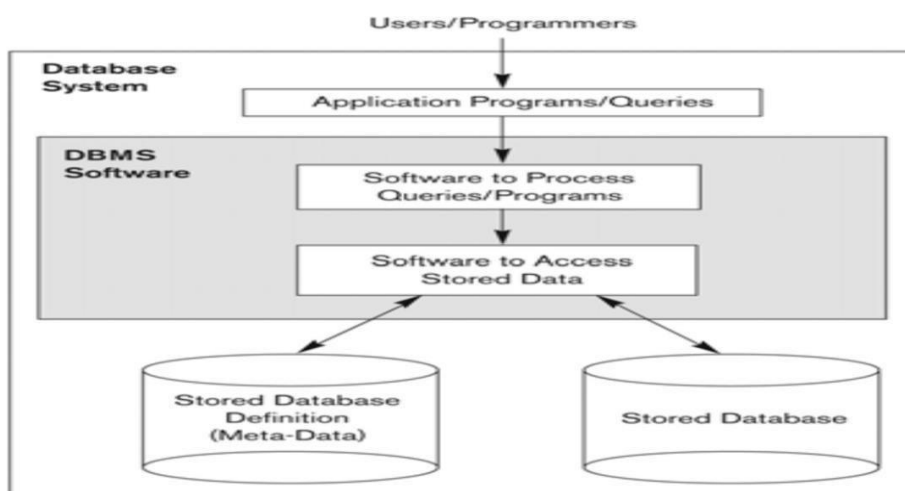 Users/Programmers
Database
System
Application Programs/Queries
DBMS
Software
Software to Process
Queries/Programs
Software to Access
Stored Data
Stored Database
Definition
(Meta-Data)
Stored Database